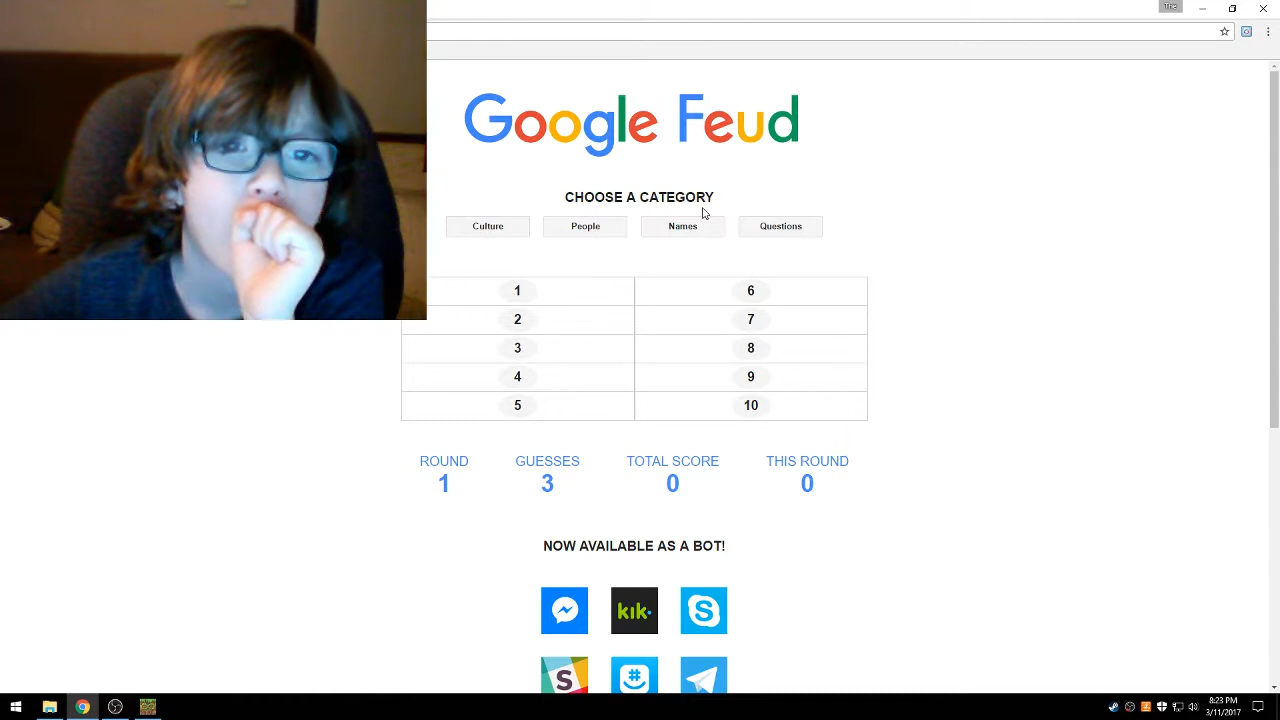 Google Feud
CHOOSE A CATEGORY
Culture People Names Questions
1 6
2 7
3 8
4 9
5 10
ROUND GUESSES TOTAL SCORE THIS ROUND
1 3 0 0
NOW AVAILABLE AS A BOT!
kik
S #
8:23 PM
3/11/2017